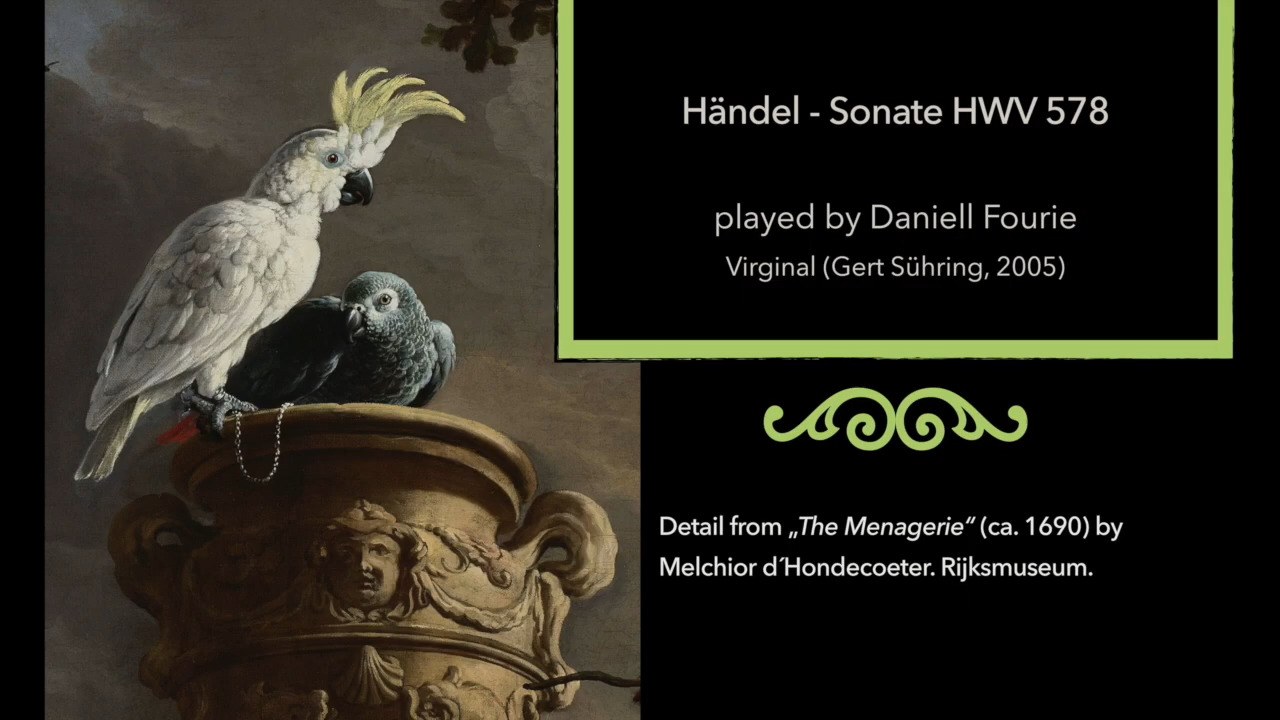 Händel - Sonate HWV 578
played by Daniell Fourie
Virginal (Gert Sühring, 2005)
Detail from „The Menagerie“ (ca. 1690) by
Melchior d´Hondecoeter. Rijksmuseum.